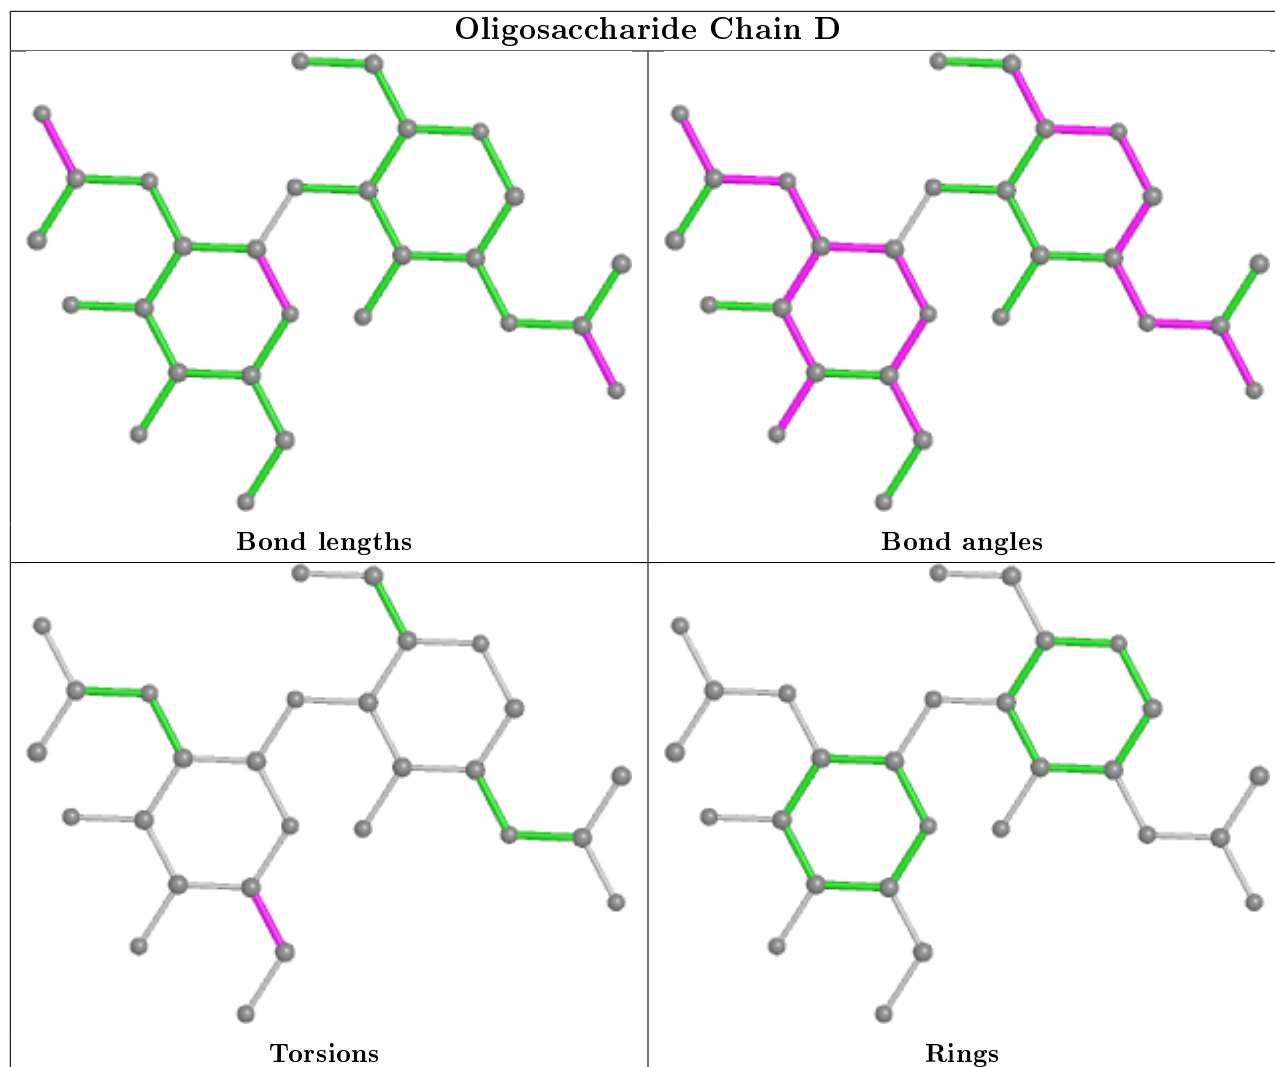 Oligosaccharide Chain D
Bond lengths
Bond angles
Torsions
Rings